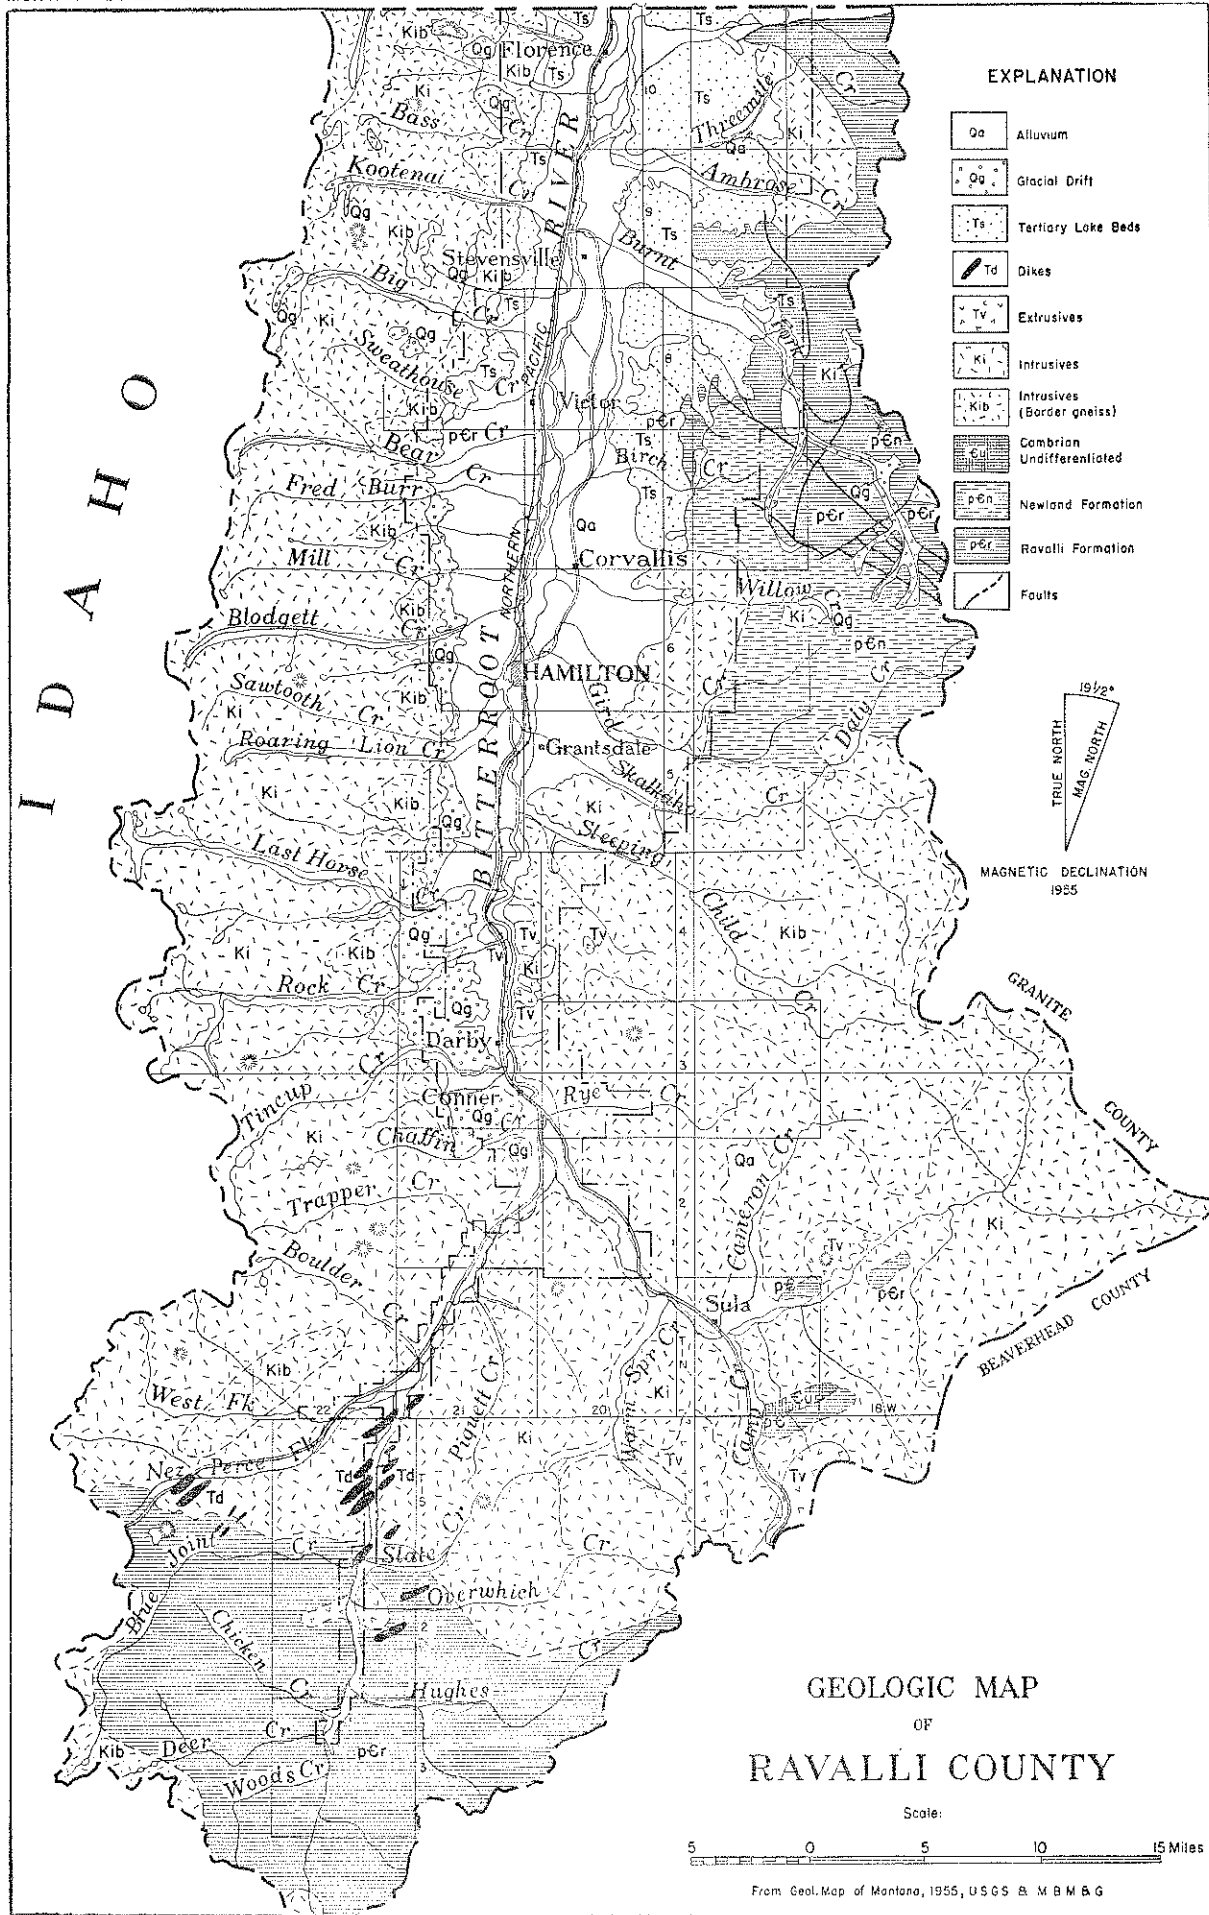 EXPLANATION
Qa Alluvium
Qg Glacial Drift
Ts Tertiary Lake Beds
Td Dikes
Tv Extrusives
Ki Intrusives
Kib Intrusives
(Border gneiss)
Cambrian
Undifferentiated
p€n Newland Formation
p€r Ravalli Formation
Faults
19 1/2°
TRUE NORTH
MAG. NORTH
MAGNETIC DECLINATION
1955
IDAHO
GRANITE
COUNTY
BEAVERHEAD COUNTY
BITTERROOT RIVER
NORTHERN PACIFIC
Florence
Bass Cr
Threemile Cr
Kootenai Cr
Ambrose Cr
Stevensville
Burnt Fork
Big Cr
Sweathouse Cr
Victor
Bear Cr
Birch Cr
Fred Burr Cr
Mill Cr
Corvallis
Willow Cr
Blodgett Cr
HAMILTON
Sawtooth Cr
Gird Cr
Daly Cr
Roaring Lion Cr
Grantsdale
Skalkaho Cr
Sleeping Child Cr
Last Horse Cr
Rock Cr
Darby
Tincup Cr
Conner
Rye Cr
Chaffin Cr
Trapper Cr
Cameron Cr
Boulder Cr
Sula
Warm Spr Cr
Camp Cr
West Fk
Piquett Cr
Nez Perce Fk
Blue Joint Cr
Slate Cr
Overwhich Cr
Chicken Cr
Hughes Cr
Deer Cr
Woods Cr
GEOLOGIC MAP
OF
RAVALLI COUNTY
Scale:
5 0 5 10 15 Miles
From Geol. Map of Montana, 1955, USGS & M B M & G